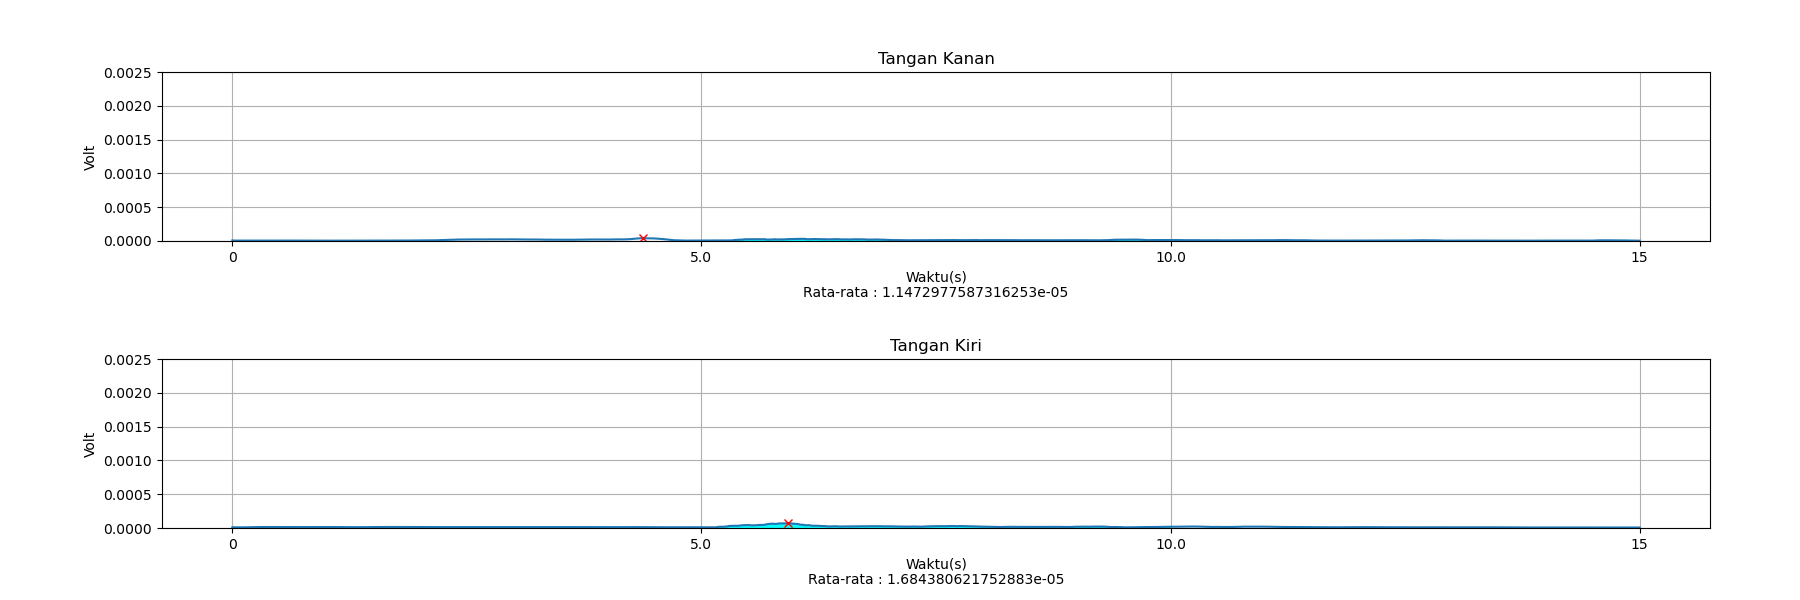 Tangan Kanan
0.0025
0.0020
0.0015
0.0010
0.0005
0.0000
Volt
0 5.0 10.0 15
Waktu(s)
Rata-rata : 1.1472977587316253e-05
Tangan Kiri
0.0025
0.0020
0.0015
0.0010
0.0005
0.0000
Volt
0 5.0 10.0 15
Waktu(s)
Rata-rata : 1.684380621752883e-05